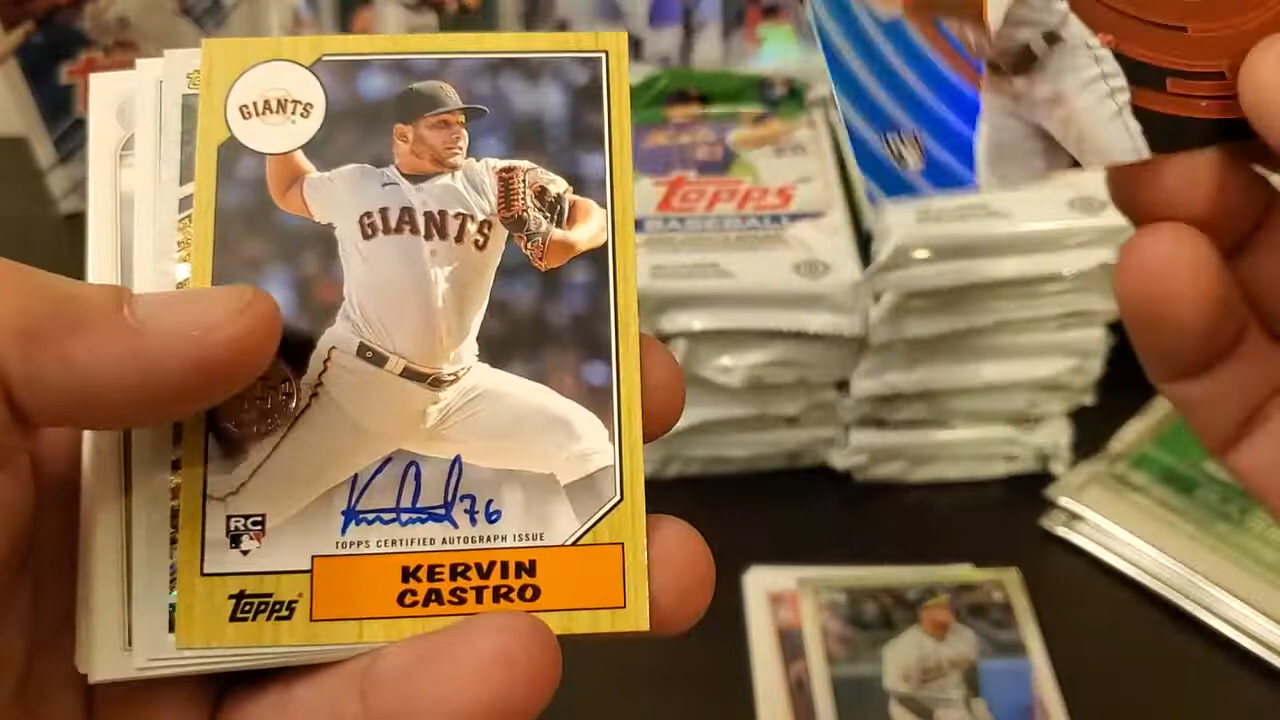 GIANTS
GIANTS
76
RC
TOPPS CERTIFIED AUTOGRAPH ISSUE
KERVIN
CASTRO
TOPPS
TOPPS
BASEBALL